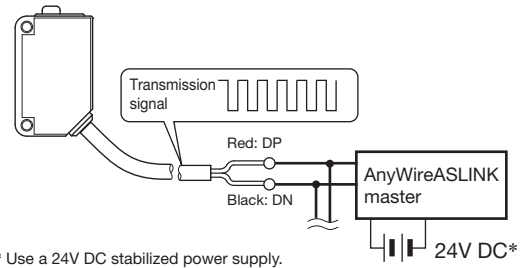 Transmission
signal
Red: DP
Black: DN
AnyWireASLINK
master
24V DC*
* Use a 24V DC stabilized power supply.